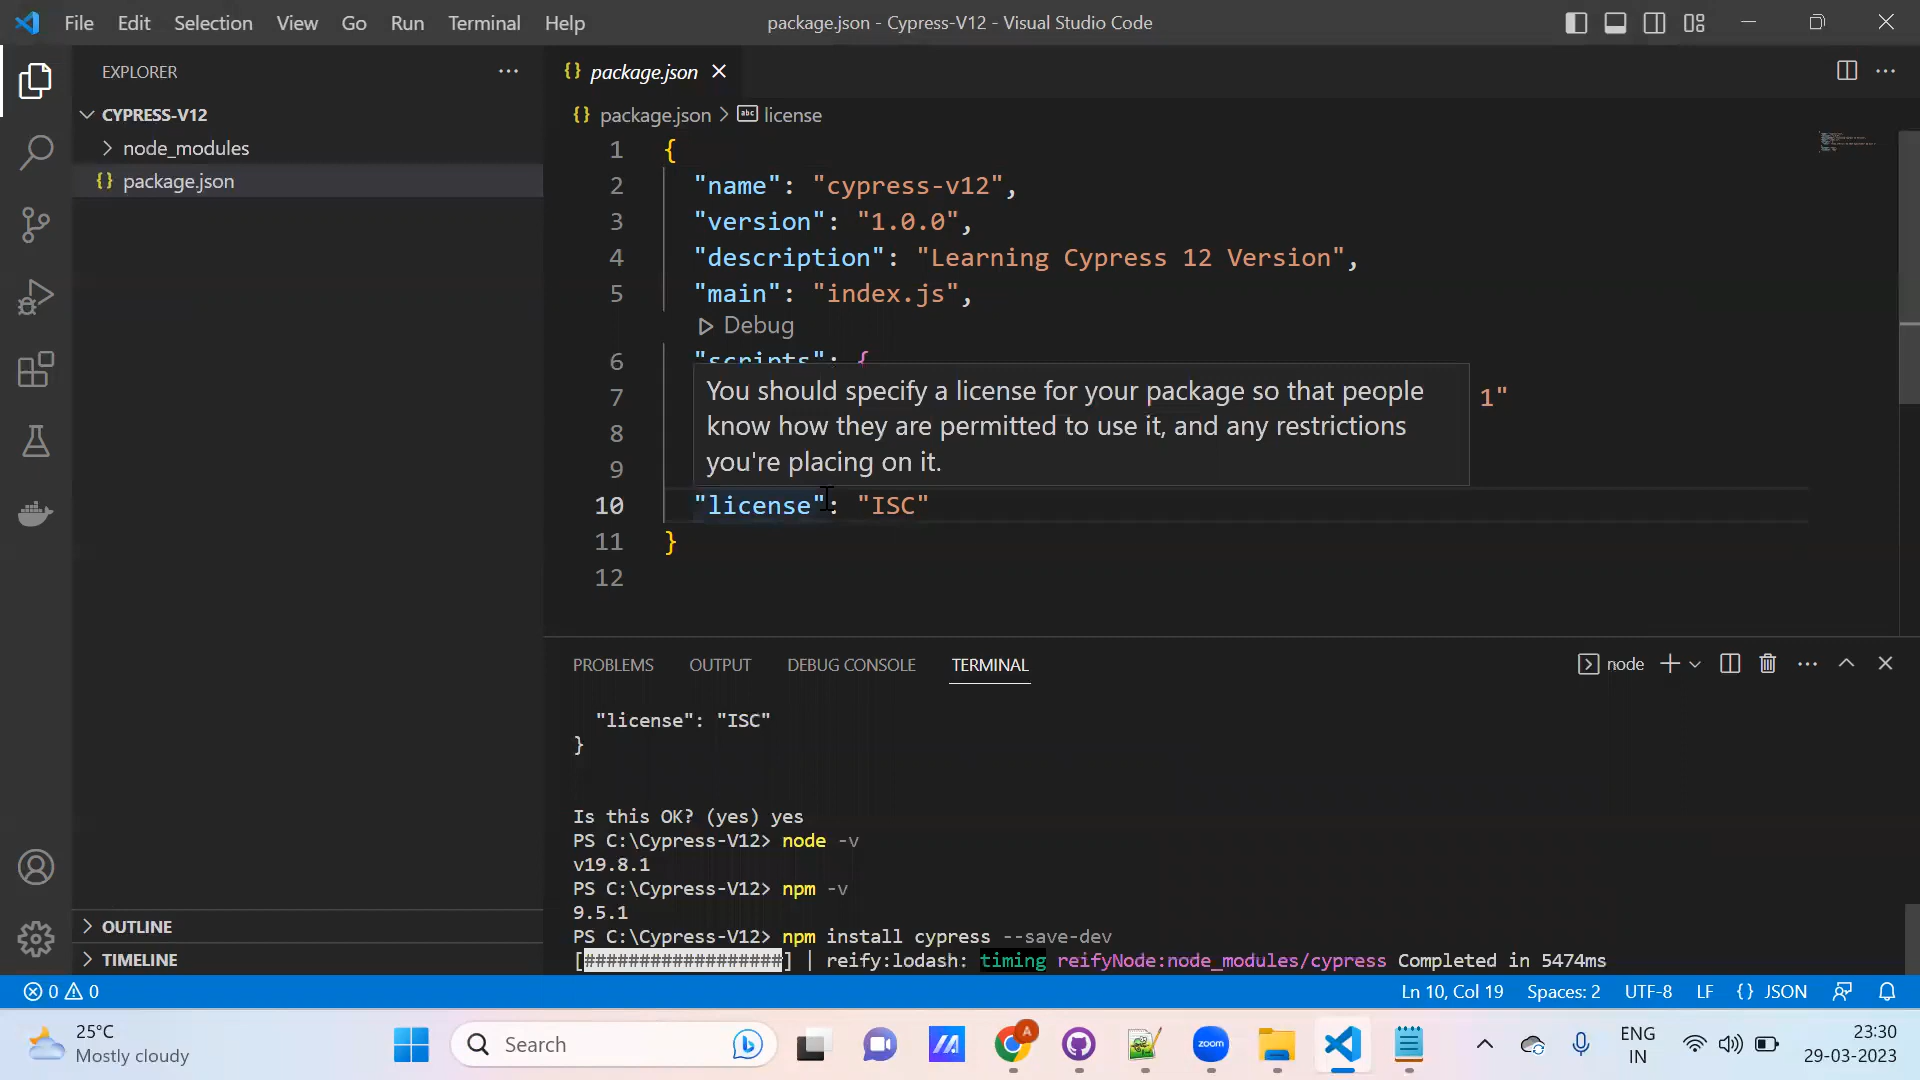 File Edit Selection View Go Run Terminal Help
package.json - Cypress-V12 - Visual Studio Code
EXPLORER
CYPRESS-V12
node_modules
{} package.json
OUTLINE
TIMELINE
{} package.json
{} package.json > abc license
1 {
2 "name": "cypress-v12",
3 "version": "1.0.0",
4 "description": "Learning Cypress 12 Version",
5 "main": "index.js",
Debug
6 "scripts": {
7 1"
8
9
You should specify a license for your package so that people
know how they are permitted to use it, and any restrictions
you're placing on it.
10 "license": "ISC"
11 }
12
PROBLEMS OUTPUT DEBUG CONSOLE TERMINAL
node
"license": "ISC"
}
Is this OK? (yes) yes
PS C:\Cypress-V12> node -v
v19.8.1
PS C:\Cypress-V12> npm -v
9.5.1
PS C:\Cypress-V12> npm install cypress --save-dev
[##################] | reify:lodash: timing reifyNode:node_modules/cypress Completed in 5474ms
0 0
Ln 10, Col 19 Spaces: 2 UTF-8 LF {} JSON
25°C
Mostly cloudy
Search
A
zoom
ENG
IN
23:30
29-03-2023